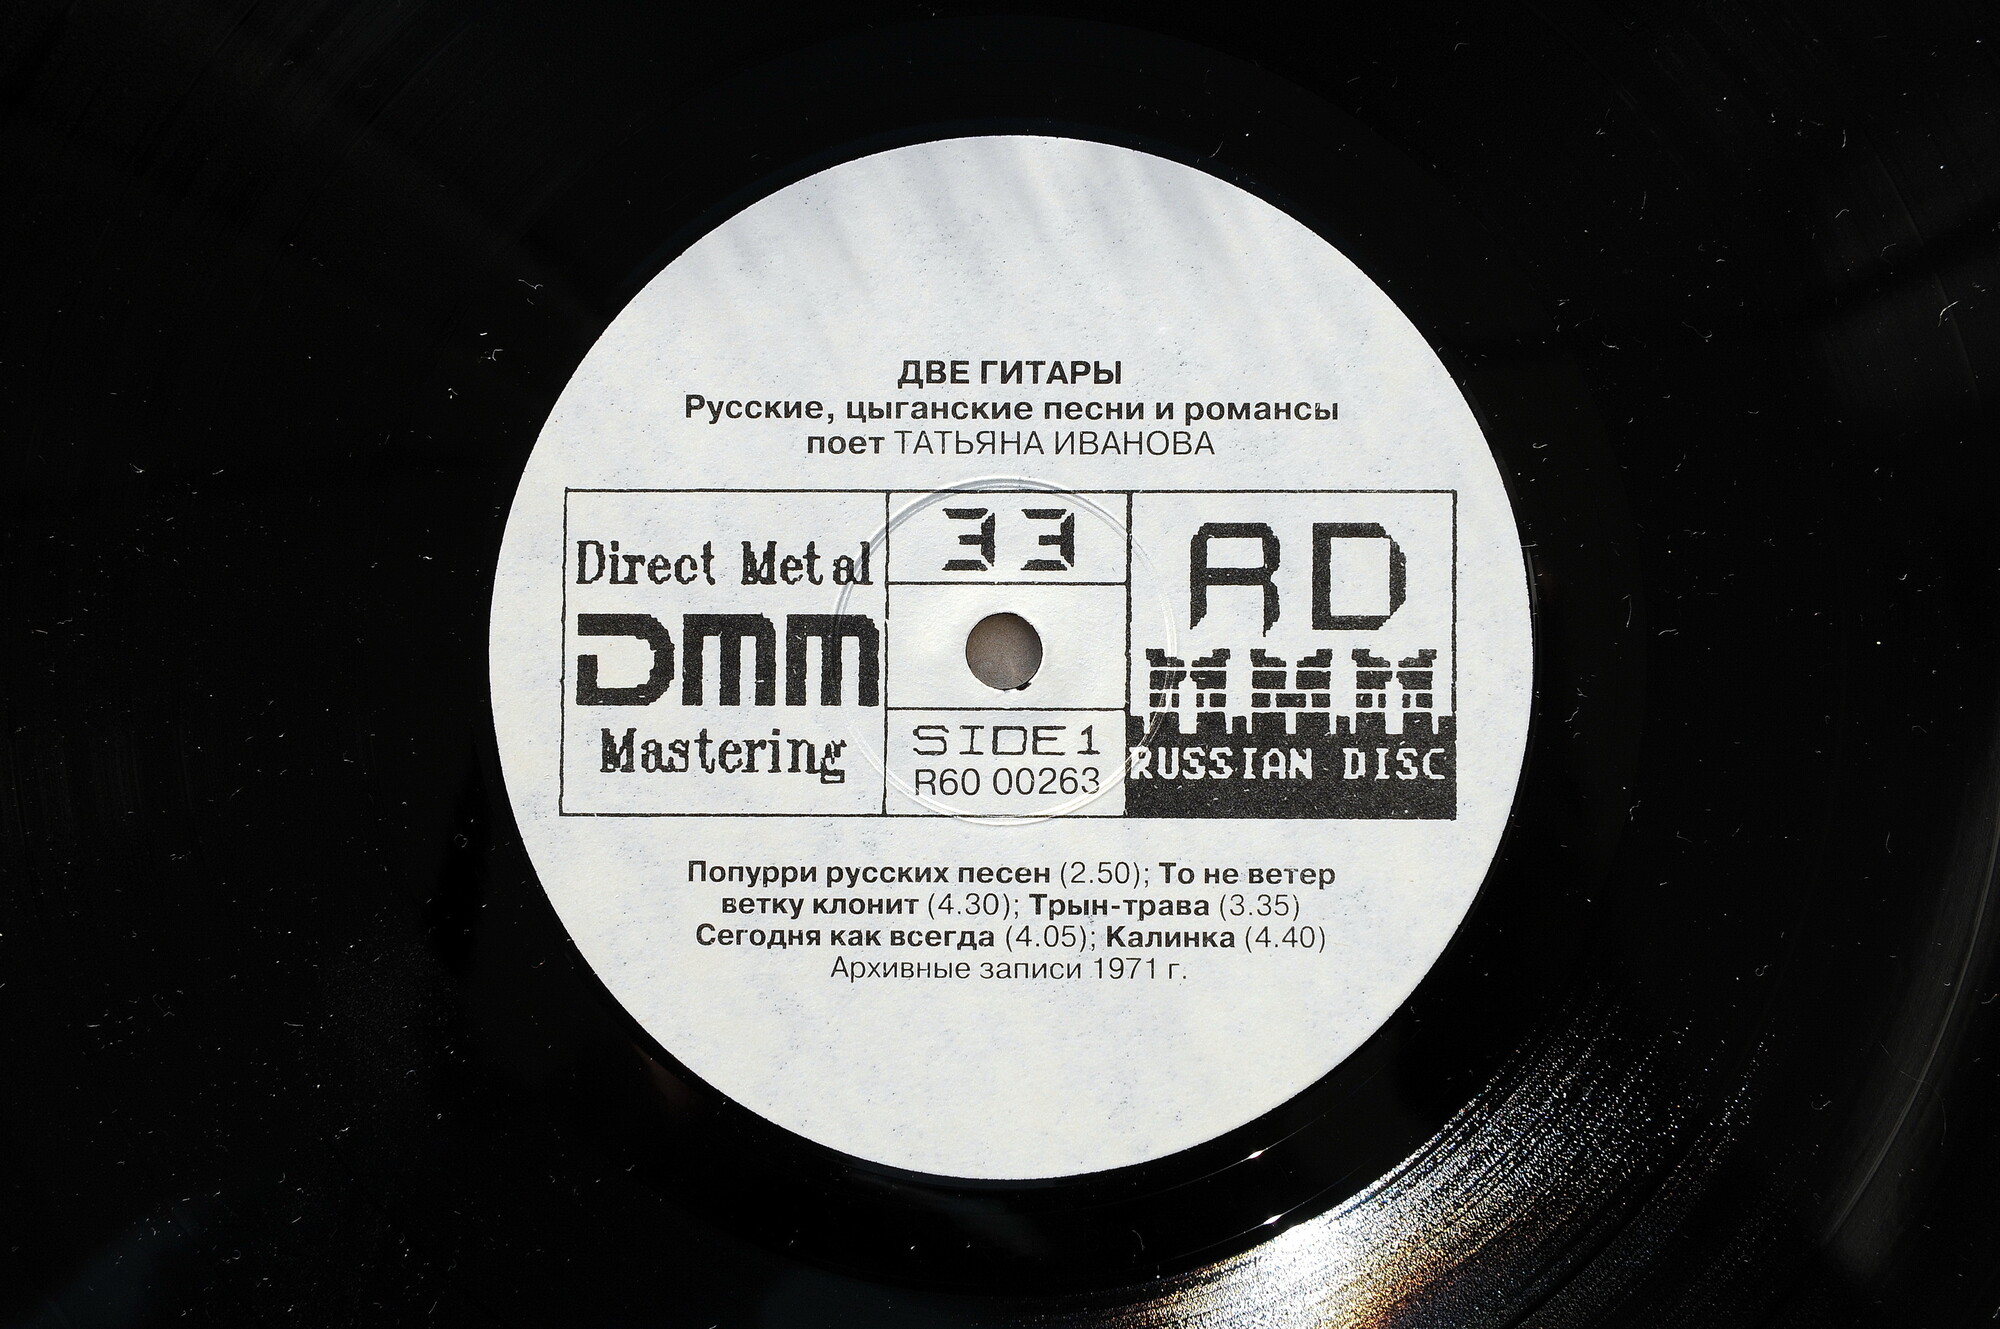 ДВЕ ГИТАРЫ
Русские, цыганские песни и романсы
поет ТАТЬЯНА ИВАНОВА
Direct Metal
DMM
Mastering
33
SIDE 1
R60 00263
RD
RUSSIAN DISC
Попурри русских песен (2.50); То не ветер
ветку клонит (4.30); Трын-трава (3.35)
Сегодня как всегда (4.05); Калинка (4.40)
Архивные записи 1971 г.